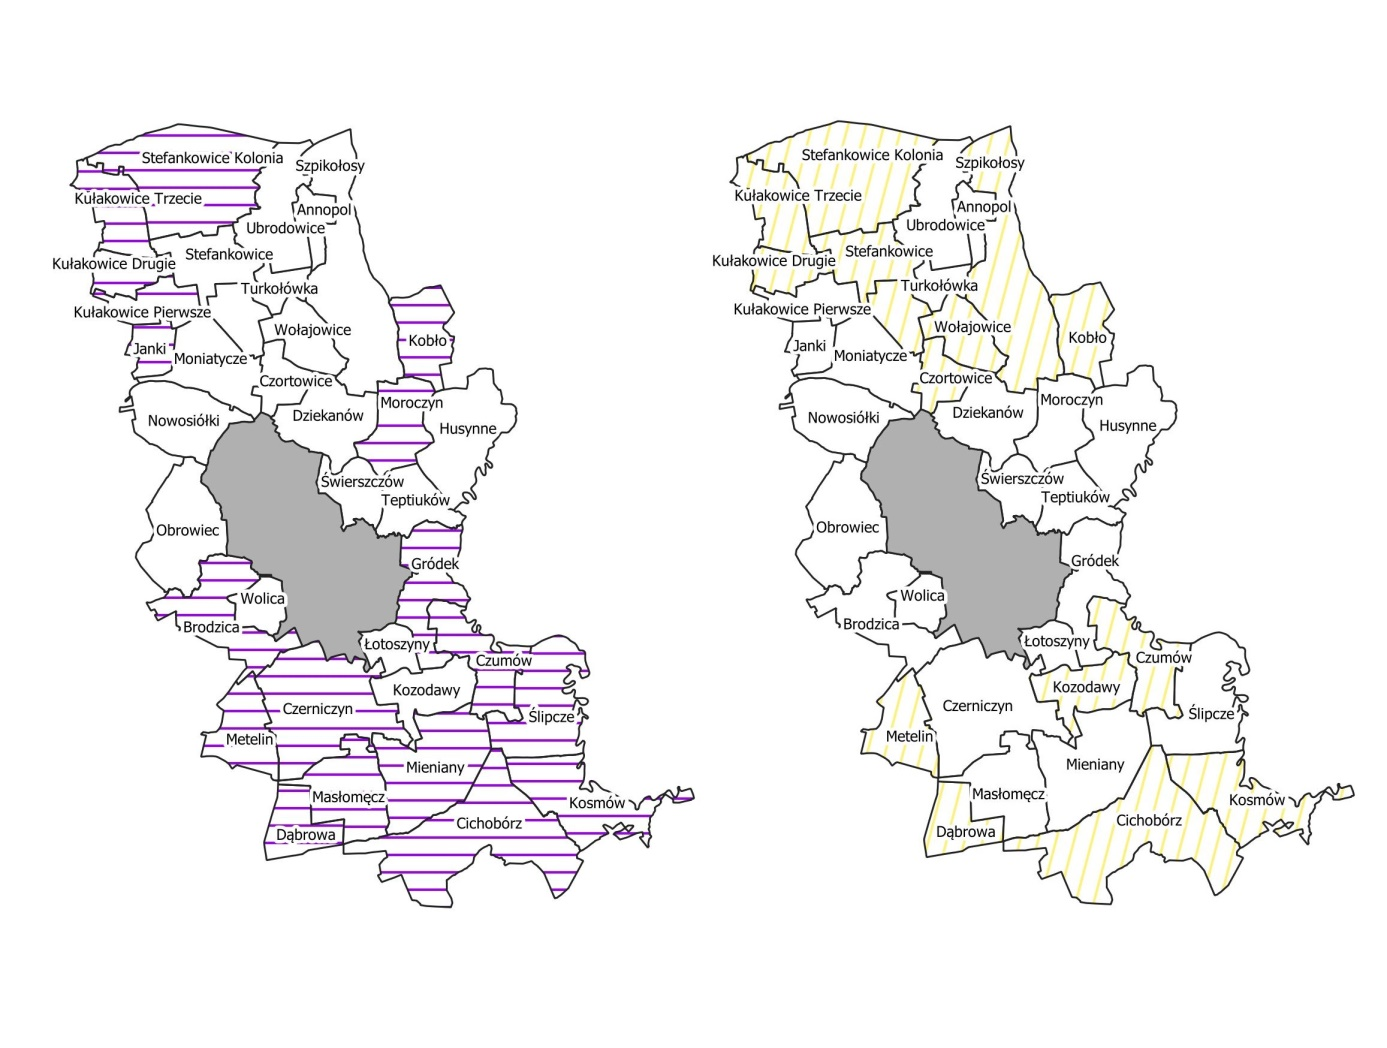 Stefankowice Kolonia
Szpikołosy
Kułakowice Trzecie
Annopol
Ubrodowice
Stefankowice
Kułakowice Drugie
Turkołówka
Kułakowice Pierwsze
Wołajowice
Kobło
Janki
Moniatycze
Czortowice
Moroczyn
Dziekanów
Nowosiółki
Husynne
Świerszczów
Teptiuków
Obrowiec
Gródek
Wolica
Brodzica
Łotoszyny
Czumów
Kozodawy
Czerniczyn
Ślipcze
Metelin
Mieniany
Masłomęcz
Kosmów
Cichobórz
Dąbrowa
Stefankowice Kolonia
Szpikołosy
Kułakowice Trzecie
Annopol
Ubrodowice
Stefankowice
Kułakowice Drugie
Turkołówka
Kułakowice Pierwsze
Wołajowice
Kobło
Janki
Moniatycze
Czortowice
Moroczyn
Dziekanów
Nowosiółki
Husynne
Świerszczów
Teptiuków
Obrowiec
Gródek
Wolica
Brodzica
Łotoszyny
Czumów
Kozodawy
Czerniczyn
Ślipcze
Metelin
Mieniany
Masłomęcz
Kosmów
Cichobórz
Dąbrowa